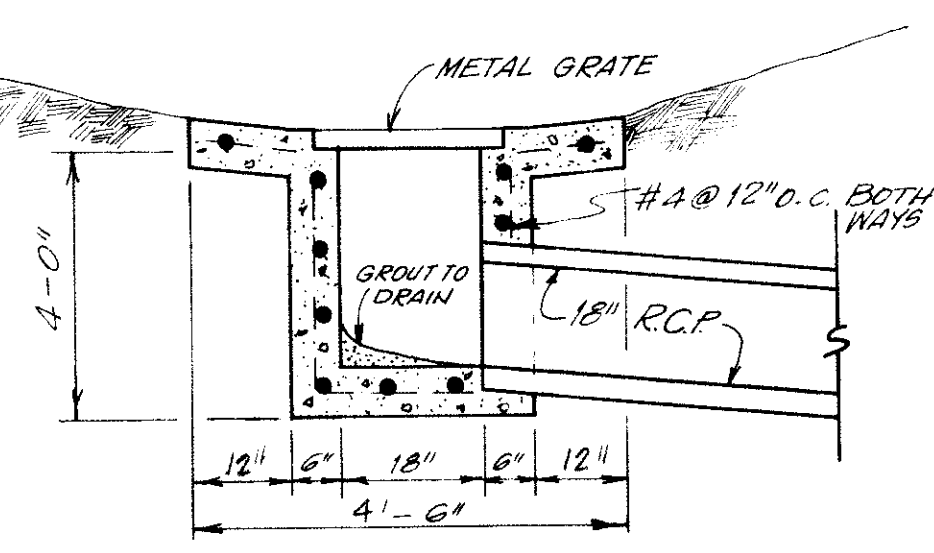 METAL GRATE
#4 @ 12" O.C. BOTH
WAYS
4'-0"
GROUT TO
DRAIN
18" R.C.P.
12"
6"
18"
6"
12"
4'-6"